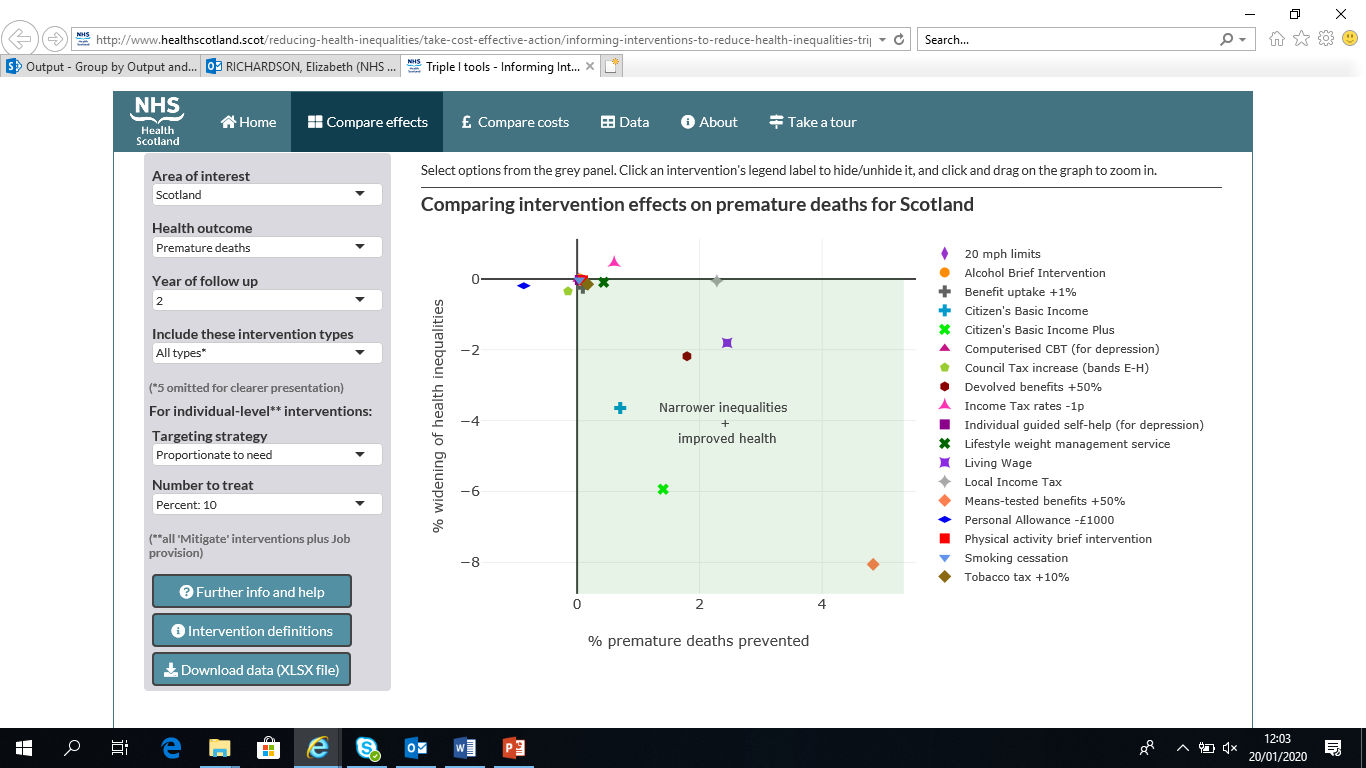 http://www.healthscotland.scot/reducing-health-inequalities/take-cost-effective-action/informing-interventions-to-reduce-health-inequalities-trip
Search...
Output - Group by Output and...
RICHARDSON, Elizabeth (NHS ...
Triple I tools - Informing Int...
NHS
Health
Scotland
Home
Compare effects
£ Compare costs
Data
About
Take a tour
Area of interest
Scotland
Health outcome
Premature deaths
Year of follow up
2
Include these intervention types
All types*
(*5 omitted for clearer presentation)
For individual-level** interventions:
Targeting strategy
Proportionate to need
Number to treat
Percent: 10
(**all 'Mitigate' interventions plus Job
provision)
Further info and help
Intervention definitions
Download data (XLSX file)
Select options from the grey panel. Click an intervention's legend label to hide/unhide it, and click and drag on the graph to zoom in.
Comparing intervention effects on premature deaths for Scotland
% widening of health inequalities
0
−2
−4
−6
−8
Narrower inequalities
+
improved health
0
2
4
% premature deaths prevented
20 mph limits
Alcohol Brief Intervention
Benefit uptake +1%
Citizen's Basic Income
Citizen's Basic Income Plus
Computerised CBT (for depression)
Council Tax increase (bands E-H)
Devolved benefits +50%
Income Tax rates -1p
Individual guided self-help (for depression)
Lifestyle weight management service
Living Wage
Local Income Tax
Means-tested benefits +50%
Personal Allowance -£1000
Physical activity brief intervention
Smoking cessation
Tobacco tax +10%
12:03
20/01/2020